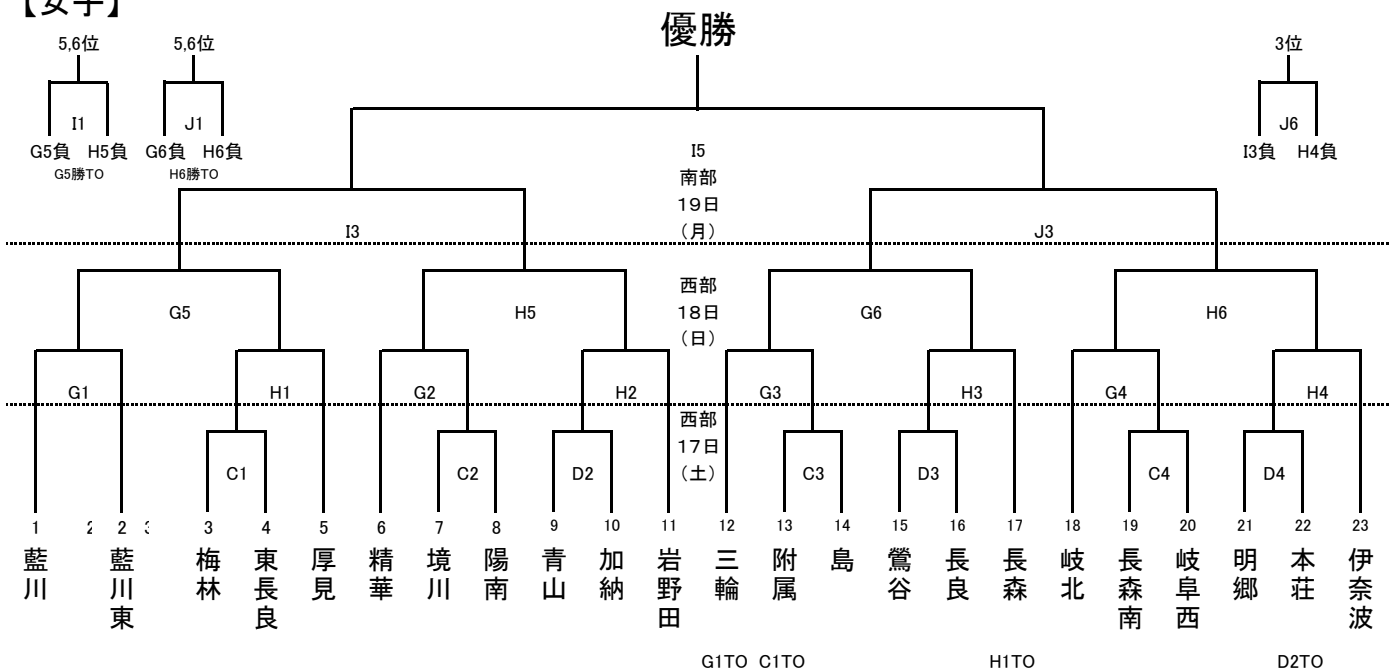 【女子】
優勝
5,6位 5,6位 3位
I1 J1 J6
G5負 H5負 G6負 H6負 I3負 H4負
G5勝TO H6勝TO
I5
南部
19日
（月）
I3 J3
西部
18日
（日）
G5 H5 G6 H6
G1 H1 G2 H2 G3 H3 G4 H4
西部
17日
（土）
C1 C2 D2 C3 D3 C4 D4
1 2 2 3 3 4 5 6 7 8 9 10 11 12 13 14 15 16 17 18 19 20 21 22 23
藍川 藍川東 梅林 東長良 厚見 精華 境川 陽南 青山 加納 岩野田 三輪 附属 島 鶯谷 長良 長森 岐北 長森南 岐阜西 明郷 本荘 伊奈波
G1TO C1TO H1TO D2TO